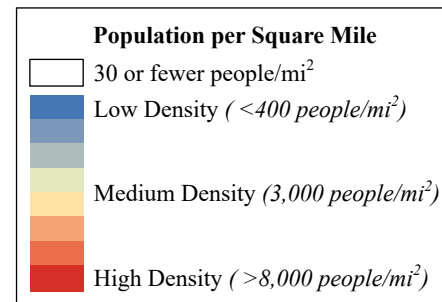 Population per Square Mile
30 or fewer people/mi²
Low Density ( <400 people/mi²)
Medium Density (3,000 people/mi²)
High Density ( >8,000 people/mi²)